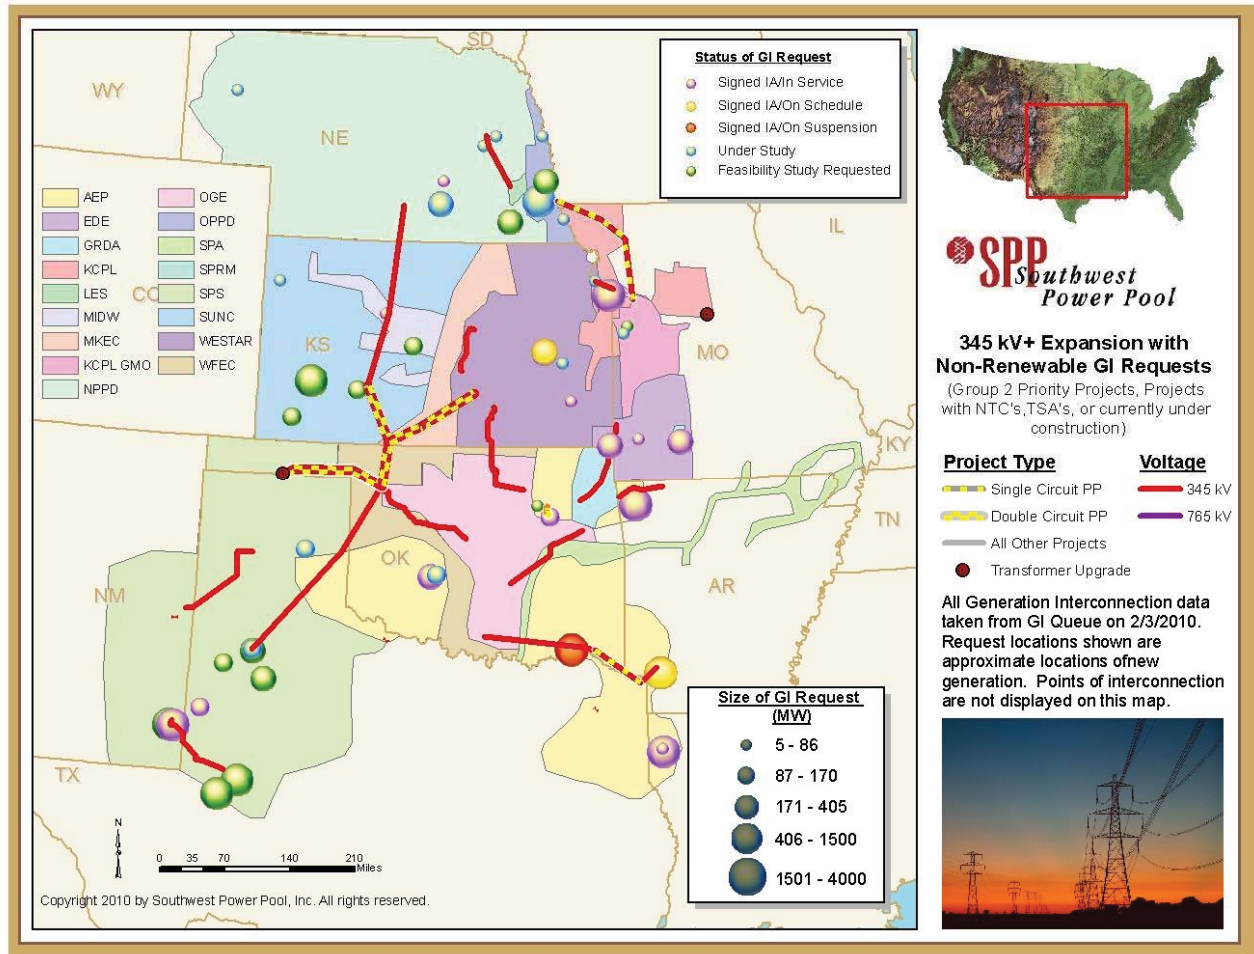 SD
WY
NE
IL
CO
KS
MO
KY
TN
OK
AR
NM
TX
Status of GI Request
Signed IA/In Service
Signed IA/On Schedule
Signed IA/On Suspension
Under Study
Feasibility Study Requested
AEP
EDE
GRDA
KCPL
LES
MIDW
MKEC
KCPL GMO
NPPD
OGE
OPPD
SPA
SPRM
SPS
SUNC
WESTAR
WFEC
Size of GI Request
(MW)
5 - 86
87 - 170
171 - 405
406 - 1500
1501 - 4000
N
0 35 70 140 210
Miles
Copyright 2010 by Southwest Power Pool, Inc. All rights reserved.
SPP
Southwest
Power Pool
345 kV+ Expansion with
Non-Renewable GI Requests
(Group 2 Priority Projects, Projects
with NTC's,TSA's, or currently under
construction)
Project Type
Single Circuit PP
Double Circuit PP
All Other Projects
Transformer Upgrade
Voltage
345 kV
765 kV
All Generation Interconnection data
taken from GI Queue on 2/3/2010.
Request locations shown are
approximate locations ofnew
generation. Points of interconnection
are not displayed on this map.